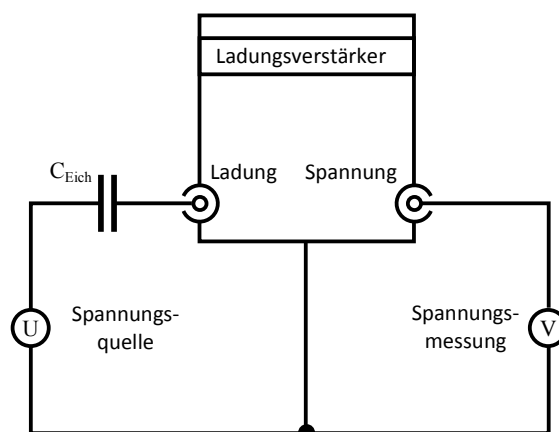 Ladungsverstärker
C_Eich
Ladung
Spannung
U
Spannungs-
quelle
Spannungs-
messung
V